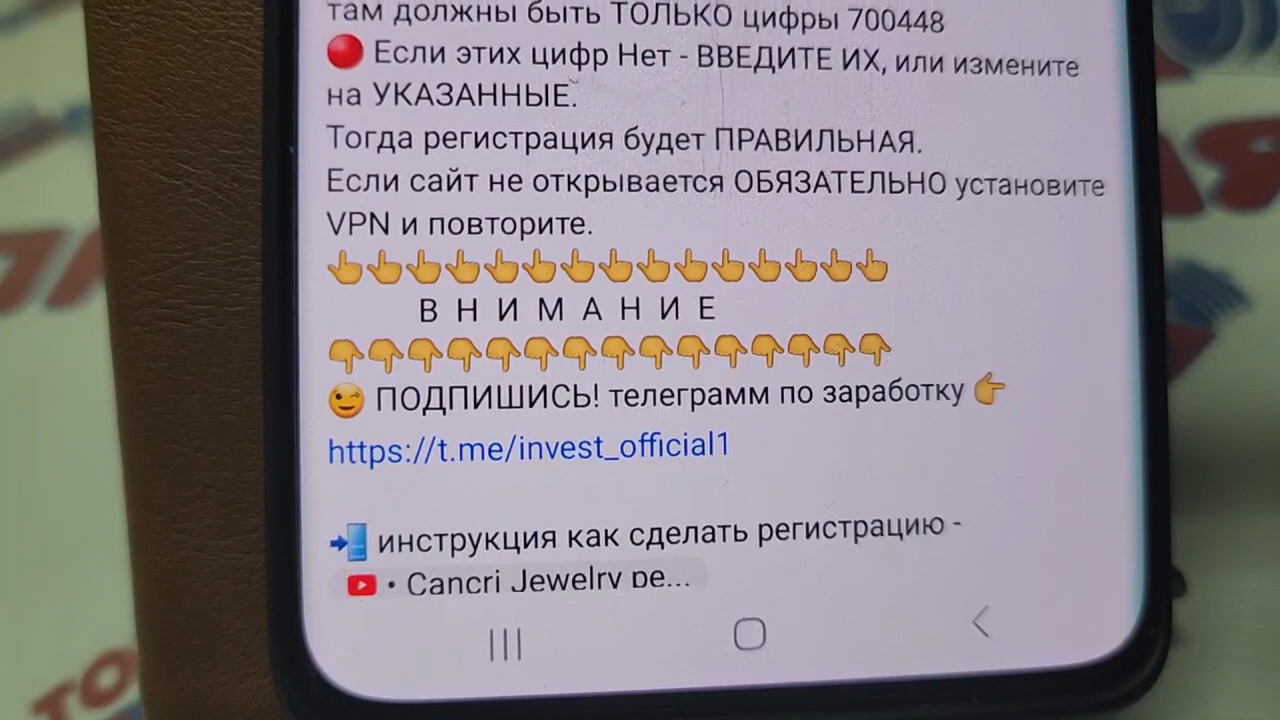 там должны быть ТОЛЬКО цифры 700448
🔴 Если этих цифр Нет - ВВЕДИТЕ ИХ, или измените
на УКАЗАННЫЕ.
Тогда регистрация будет ПРАВИЛЬНАЯ.
Если сайт не открывается ОБЯЗАТЕЛЬНО установите
VPN и повторите.
👆👆👆👆👆👆👆👆👆👆👆👆👆👆👆
В Н И М А Н И Е
👇👇👇👇👇👇👇👇👇👇👇👇👇👇👇
😉 ПОДПИШИСЬ! телеграмм по заработку 👉
https://t.me/invest_official1
📲 инструкция как сделать регистрацию -
• Cancri Jewelry ре...